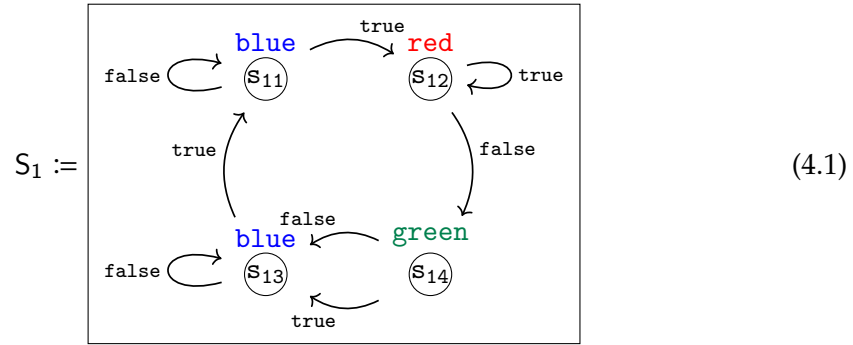 true
blue red
false s₁₁ s₁₂ true
true false
S₁ := (4.1)
false
blue green
false s₁₃ s₁₄
true